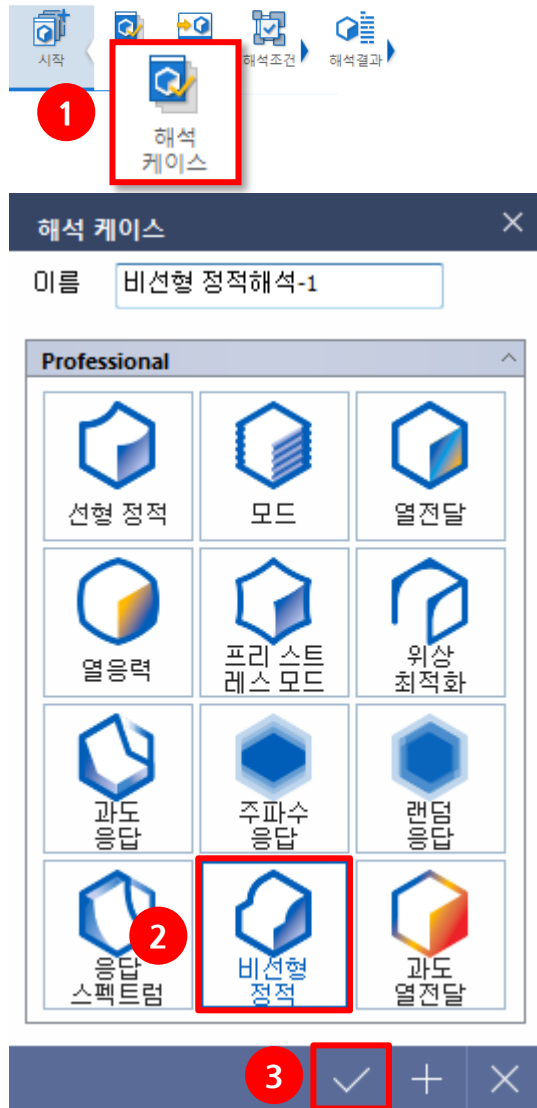 시작
해석조건
해석결과
1
해석
케이스
해석 케이스
이름
비선형 정적해석-1
Professional
선형 정적
모드
열전달
열응력
프리 스트
레스 모드
위상
최적화
과도
응답
주파수
응답
랜덤
응답
응답
스펙트럼
2
비선형
정적
과도
열전달
3